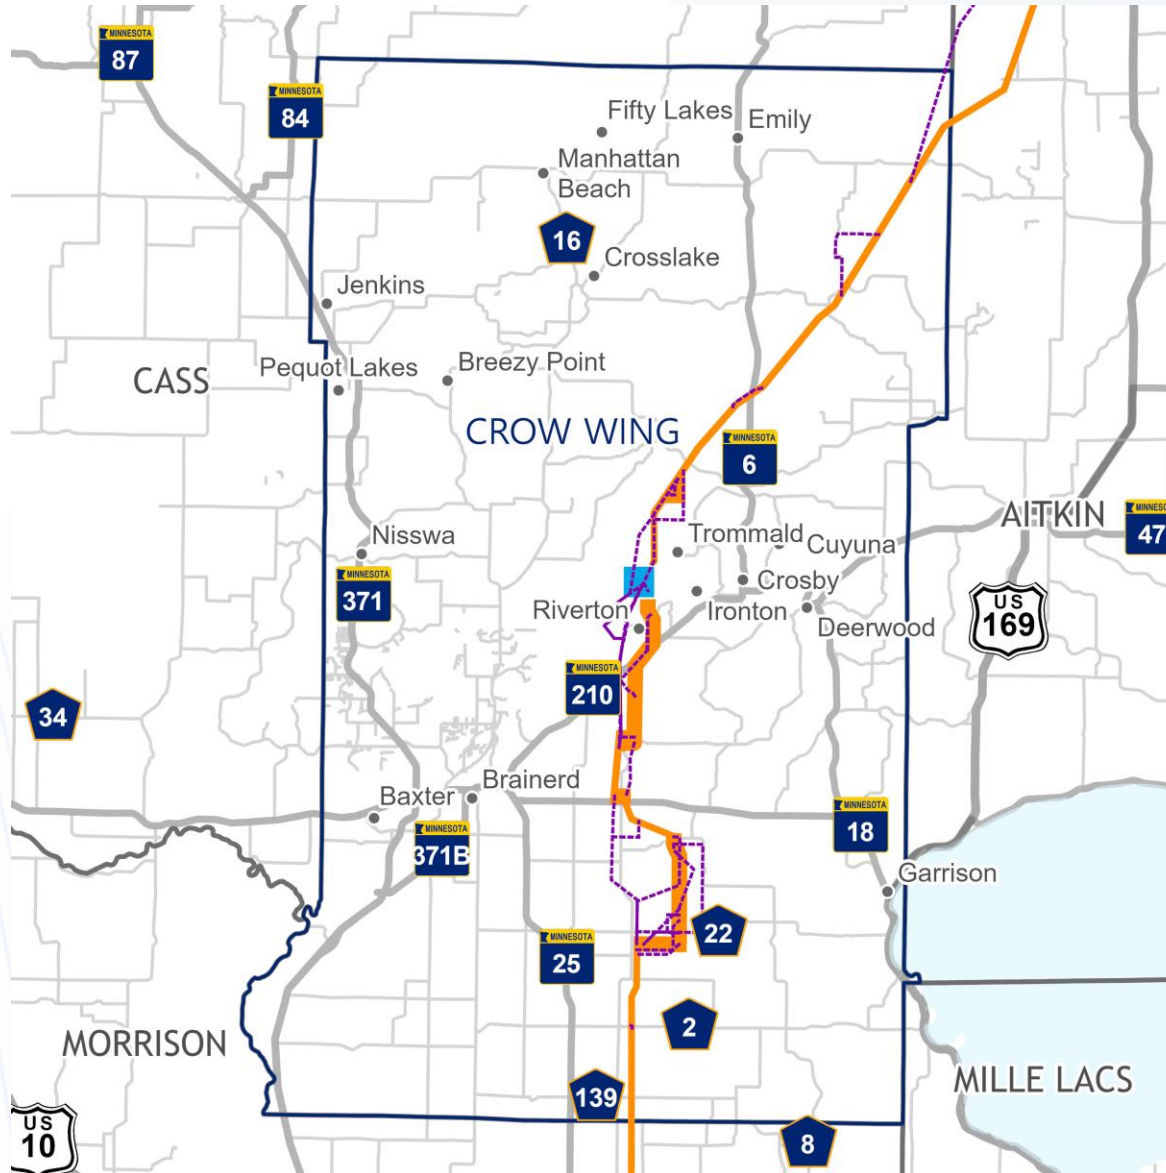 MINNESOTA
87
MINNESOTA
84
Fifty Lakes
Emily
Manhattan
Beach
16
Crosslake
Jenkins
Pequot Lakes
Breezy Point
CASS
CROW WING
MINNESOTA
6
AITKIN
MINNESO
47
Nisswa
Trommald
Cuyuna
MINNESOTA
371
Crosby
Ironton
Riverton
Deerwood
US
169
MINNESOTA
210
34
Brainerd
Baxter
MINNESOTA
18
MINNESOTA
371B
Garrison
22
MINNESOTA
25
2
MORRISON
MILLE LACS
139
US
10
8